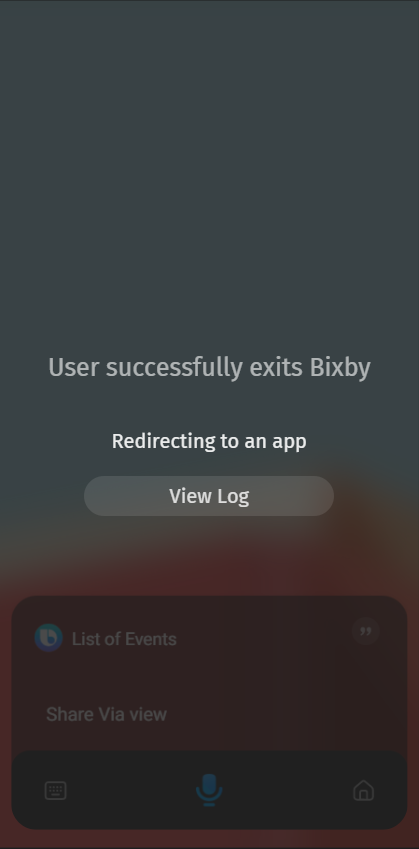 User successfully exits Bixby
Redirecting to an app
View Log
List of Events
Share Via view